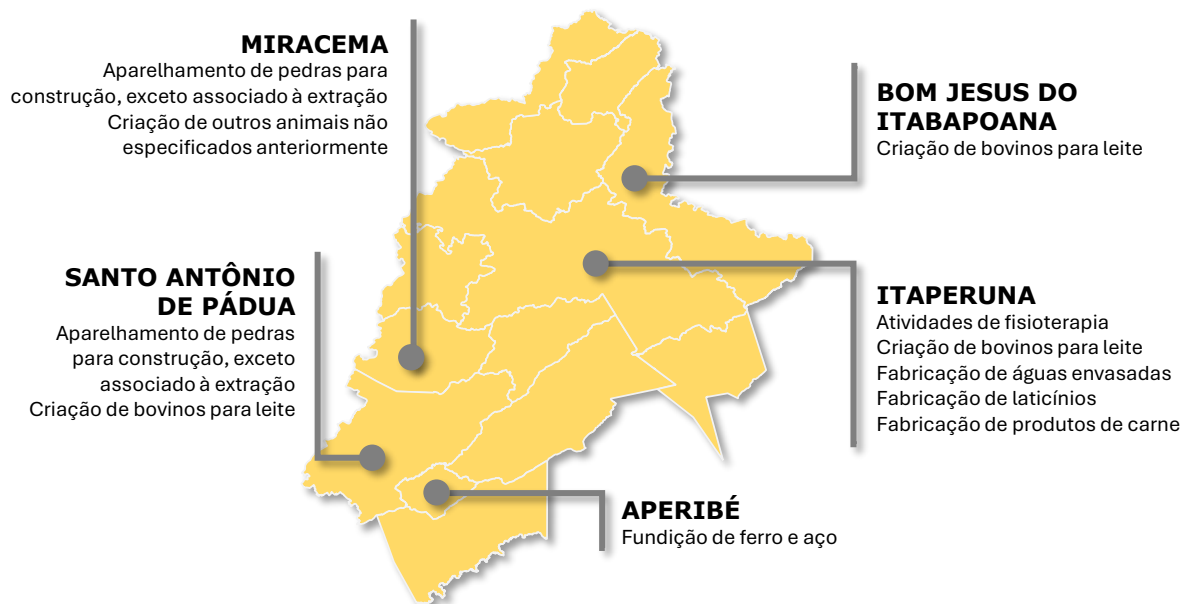 MIRACEMA
Aparelhamento de pedras para
construção, exceto associado à extração
Criação de outros animais não
especificados anteriormente
BOM JESUS DO
ITABAPOANA
Criação de bovinos para leite
SANTO ANTÔNIO
DE PÁDUA
Aparelhamento de pedras
para construção, exceto
associado à extração
Criação de bovinos para leite
ITAPERUNA
Atividades de fisioterapia
Criação de bovinos para leite
Fabricação de águas envasadas
Fabricação de laticínios
Fabricação de produtos de carne
APERIBÉ
Fundição de ferro e aço